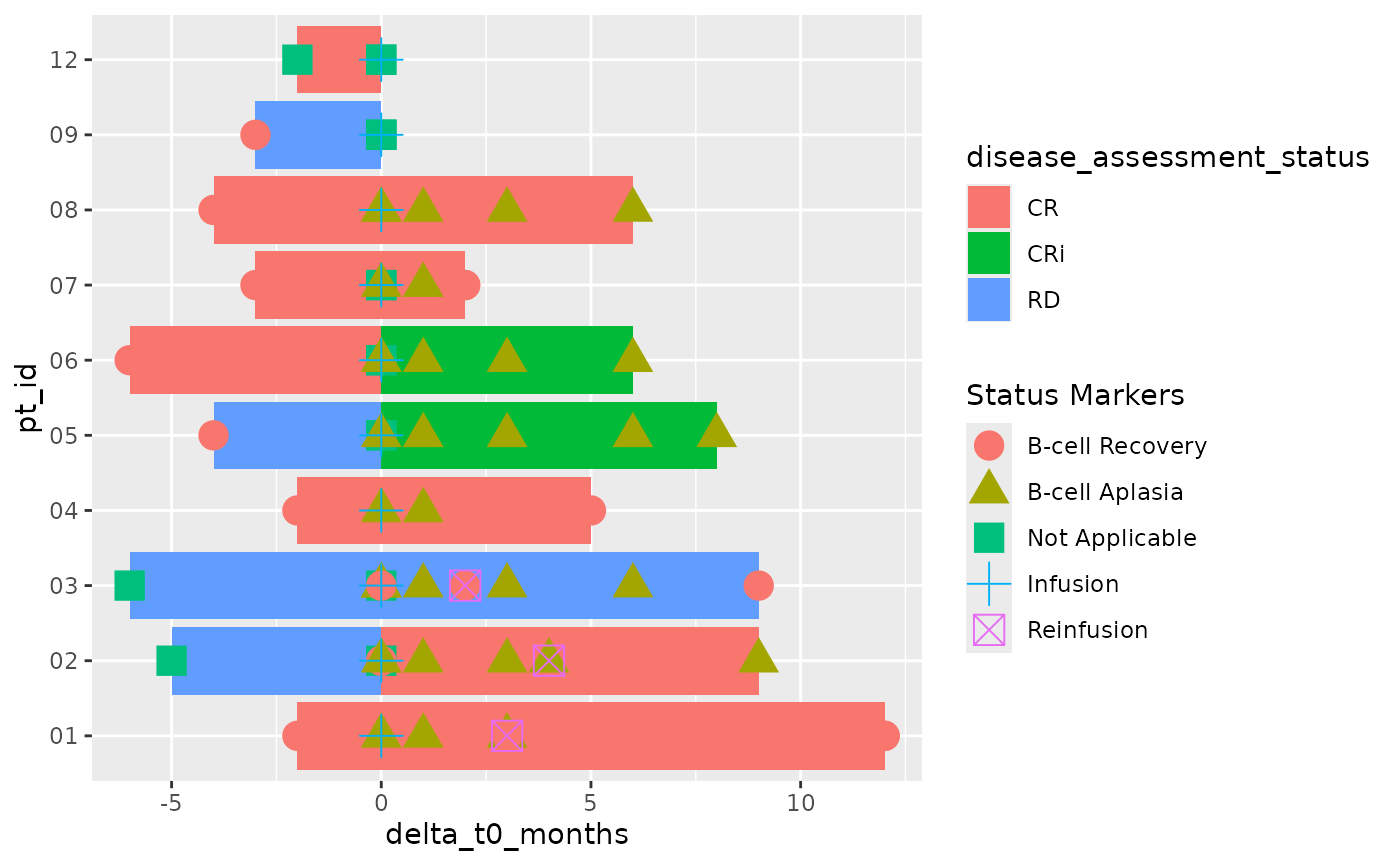 12
09
08
07
06
05
04
03
02
01
pt_id
-5
0
5
10
delta_t0_months
disease_assessment_status
CR
CRi
RD
Status Markers
B-cell Recovery
B-cell Aplasia
Not Applicable
Infusion
Reinfusion